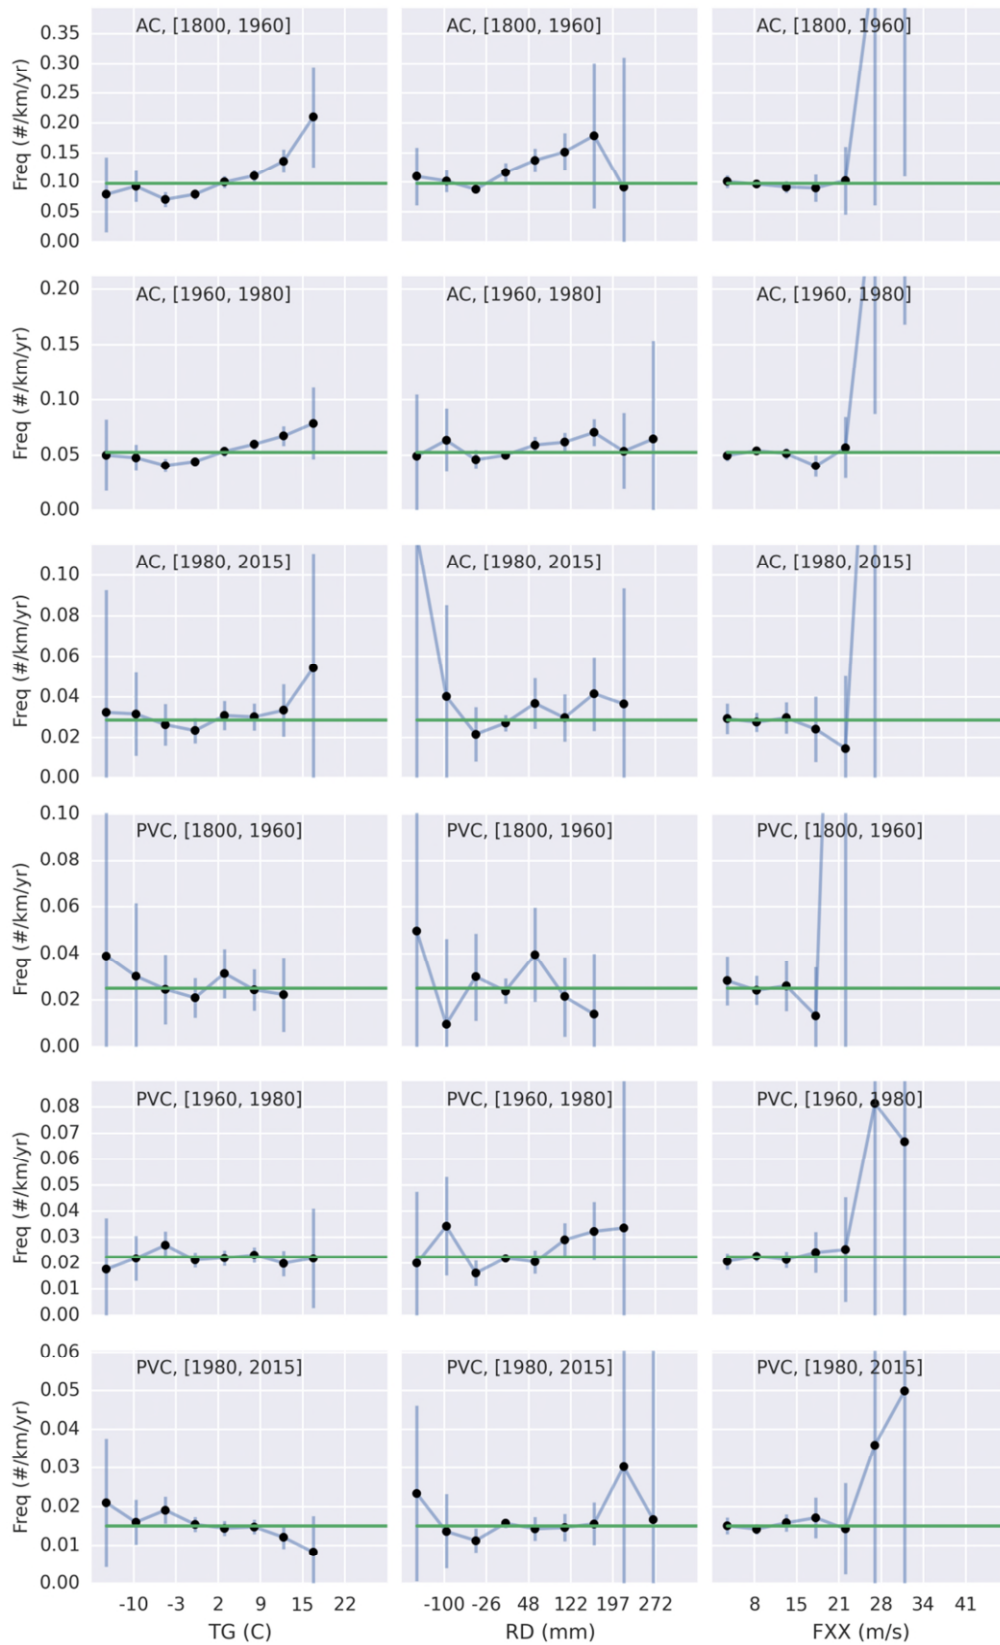 AC, [1800, 1960] AC, [1800, 1960] AC, [1800, 1960]
Freq (#/km/yr)
0.35
0.30
0.25
0.20
0.15
0.10
0.05
0.00
AC, [1960, 1980] AC, [1960, 1980] AC, [1960, 1980]
Freq (#/km/yr)
0.20
0.15
0.10
0.05
0.00
AC, [1980, 2015] AC, [1980, 2015] AC, [1980, 2015]
Freq (#/km/yr)
0.10
0.08
0.06
0.04
0.02
0.00
PVC, [1800, 1960] PVC, [1800, 1960] PVC, [1800, 1960]
Freq (#/km/yr)
0.10
0.08
0.06
0.04
0.02
0.00
PVC, [1960, 1980] PVC, [1960, 1980] PVC, [1960, 1980]
Freq (#/km/yr)
0.08
0.07
0.06
0.05
0.04
0.03
0.02
0.01
0.00
PVC, [1980, 2015] PVC, [1980, 2015] PVC, [1980, 2015]
Freq (#/km/yr)
0.06
0.05
0.04
0.03
0.02
0.01
0.00
-10 -3 2 9 15 22 -100 -26 48 122 197 272 8 15 21 28 34 41
TG (C) RD (mm) FXX (m/s)